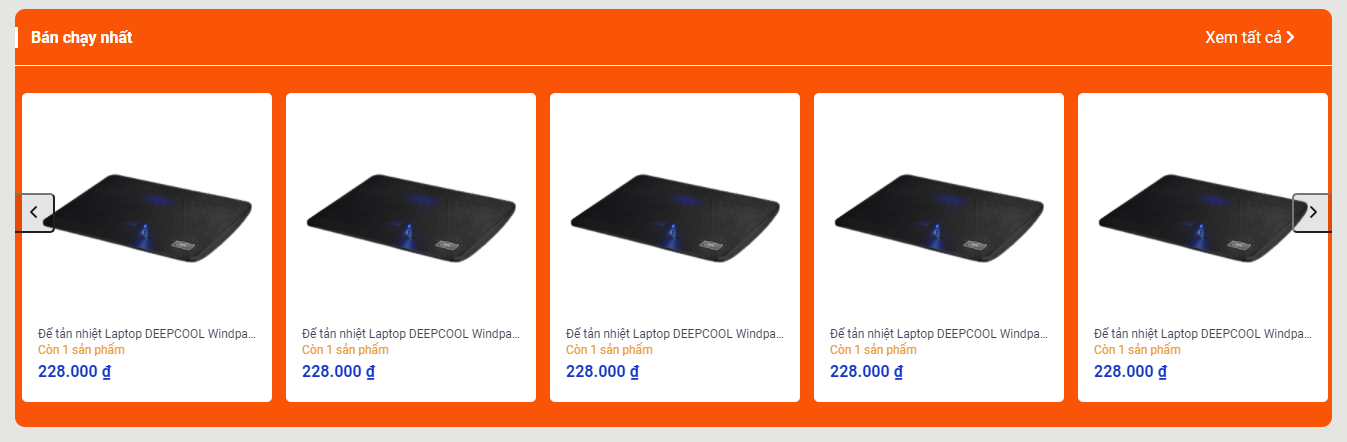 Bán chạy nhất
Xem tất cả
Đế tản nhiệt Laptop DEEPCOOL Windpa...
Còn 1 sản phẩm
228.000 ₫
Đế tản nhiệt Laptop DEEPCOOL Windpa...
Còn 1 sản phẩm
228.000 ₫
Đế tản nhiệt Laptop DEEPCOOL Windpa...
Còn 1 sản phẩm
228.000 ₫
Đế tản nhiệt Laptop DEEPCOOL Windpa...
Còn 1 sản phẩm
228.000 ₫
Đế tản nhiệt Laptop DEEPCOOL Windpa...
Còn 1 sản phẩm
228.000 ₫